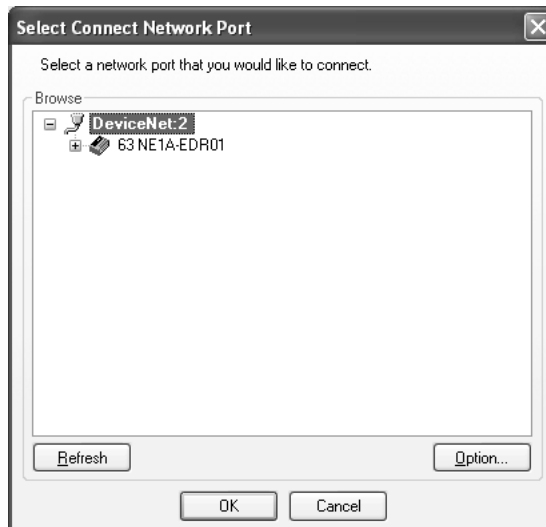 Select Connect Network Port
Select a network port that you would like to connect.
Browse
DeviceNet:2
63 NE1A-EDR01
Refresh
Option...
OK
Cancel